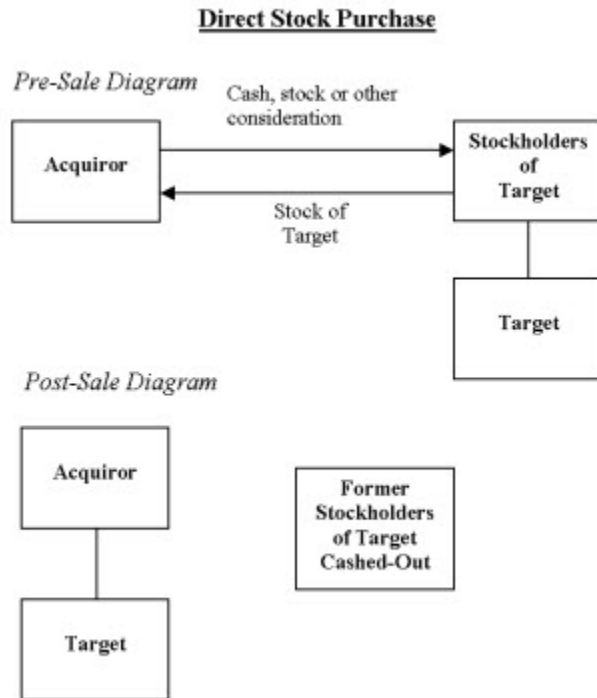 Direct Stock Purchase
Pre-Sale Diagram
Cash, stock or other
consideration
Acquiror
Stockholders
of
Target
Stock of
Target
Target
Post-Sale Diagram
Acquiror
Former
Stockholders
of Target
Cashed-Out
Target